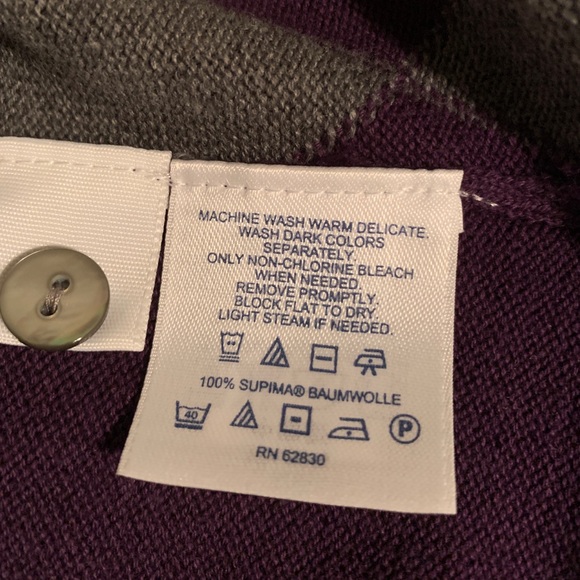 MACHINE WASH WARM DELICATE.
WASH DARK COLORS
SEPARATELY.
ONLY NON-CHLORINE BLEACH
WHEN NEEDED.
REMOVE PROMPTLY.
BLOCK FLAT TO DRY.
LIGHT STEAM IF NEEDED.
100% SUPIMA® BAUMWOLLE
40 P
RN 62830